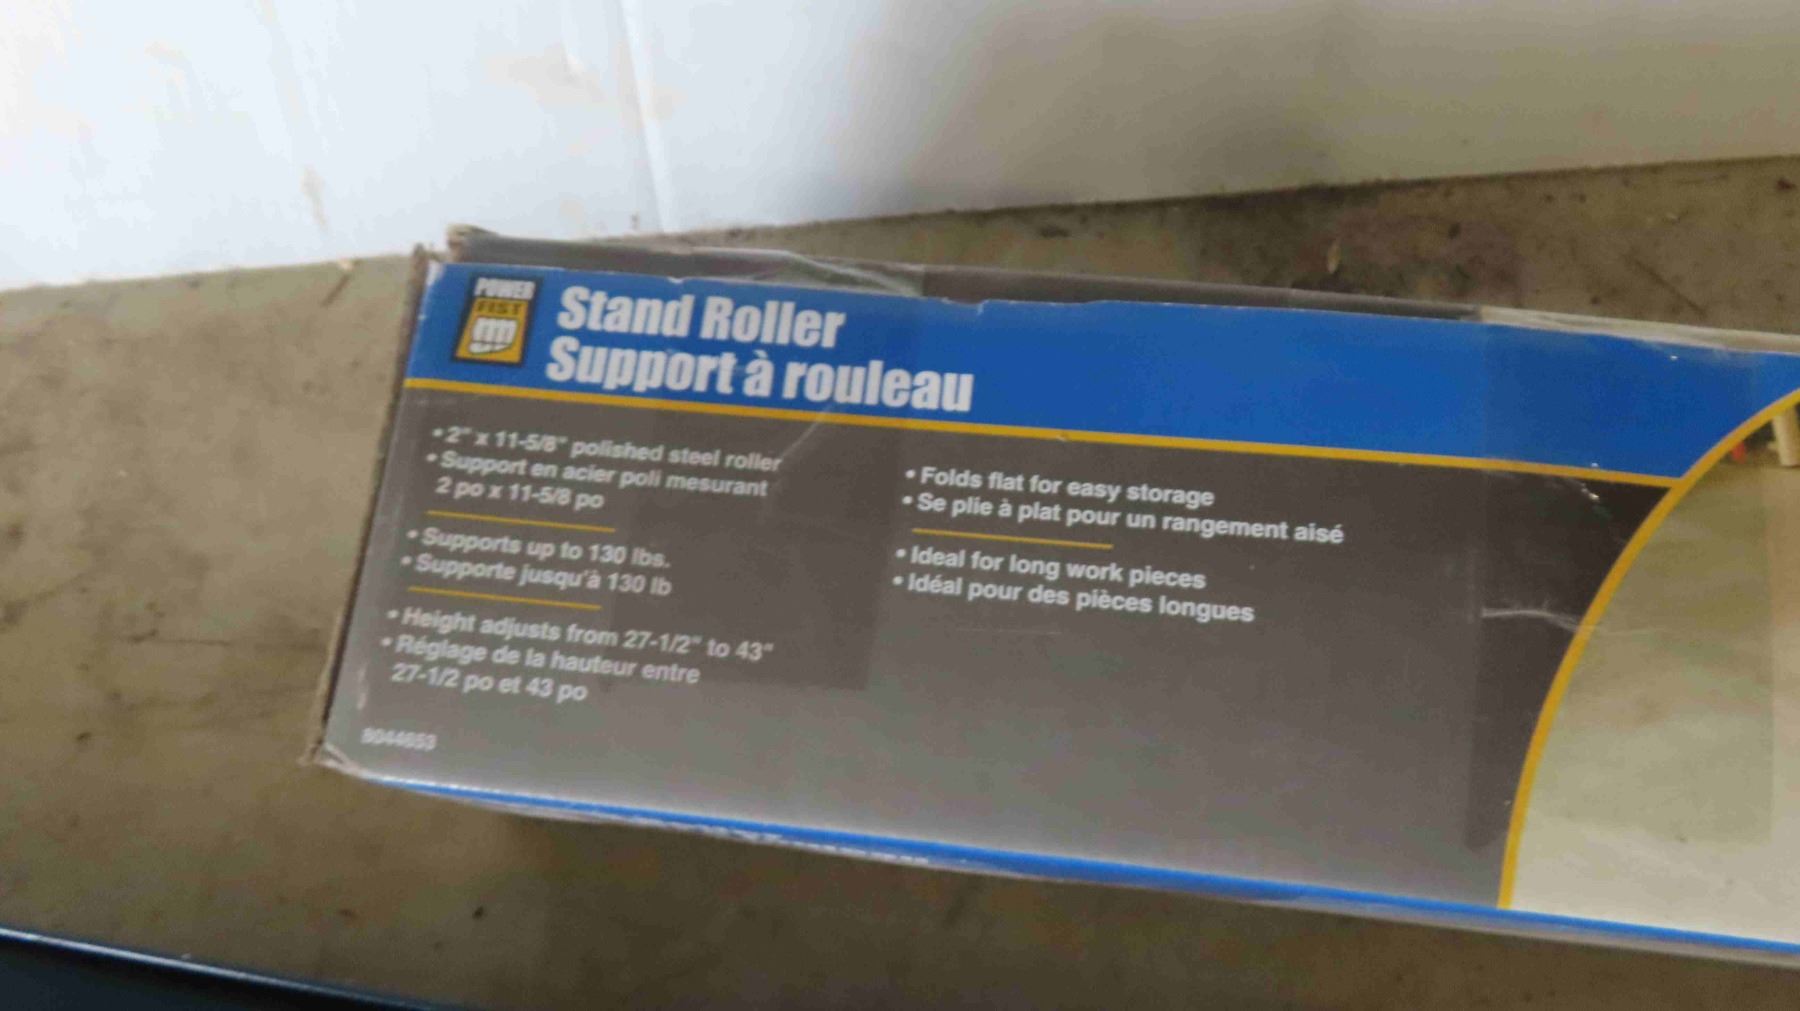 POWER
FIST
Stand Roller
Support à rouleau
• 2" x 11-5/8" polished steel roller
• Support en acier poli mesurant
2 po x 11-5/8 po
• Supports up to 130 lbs.
• Supporte jusqu'à 130 lb
• Height adjusts from 27-1/2" to 43"
• Réglage de la hauteur entre
27-1/2 po et 43 po
• Folds flat for easy storage
• Se plie à plat pour un rangement aisé
• Ideal for long work pieces
• Idéal pour des pièces longues